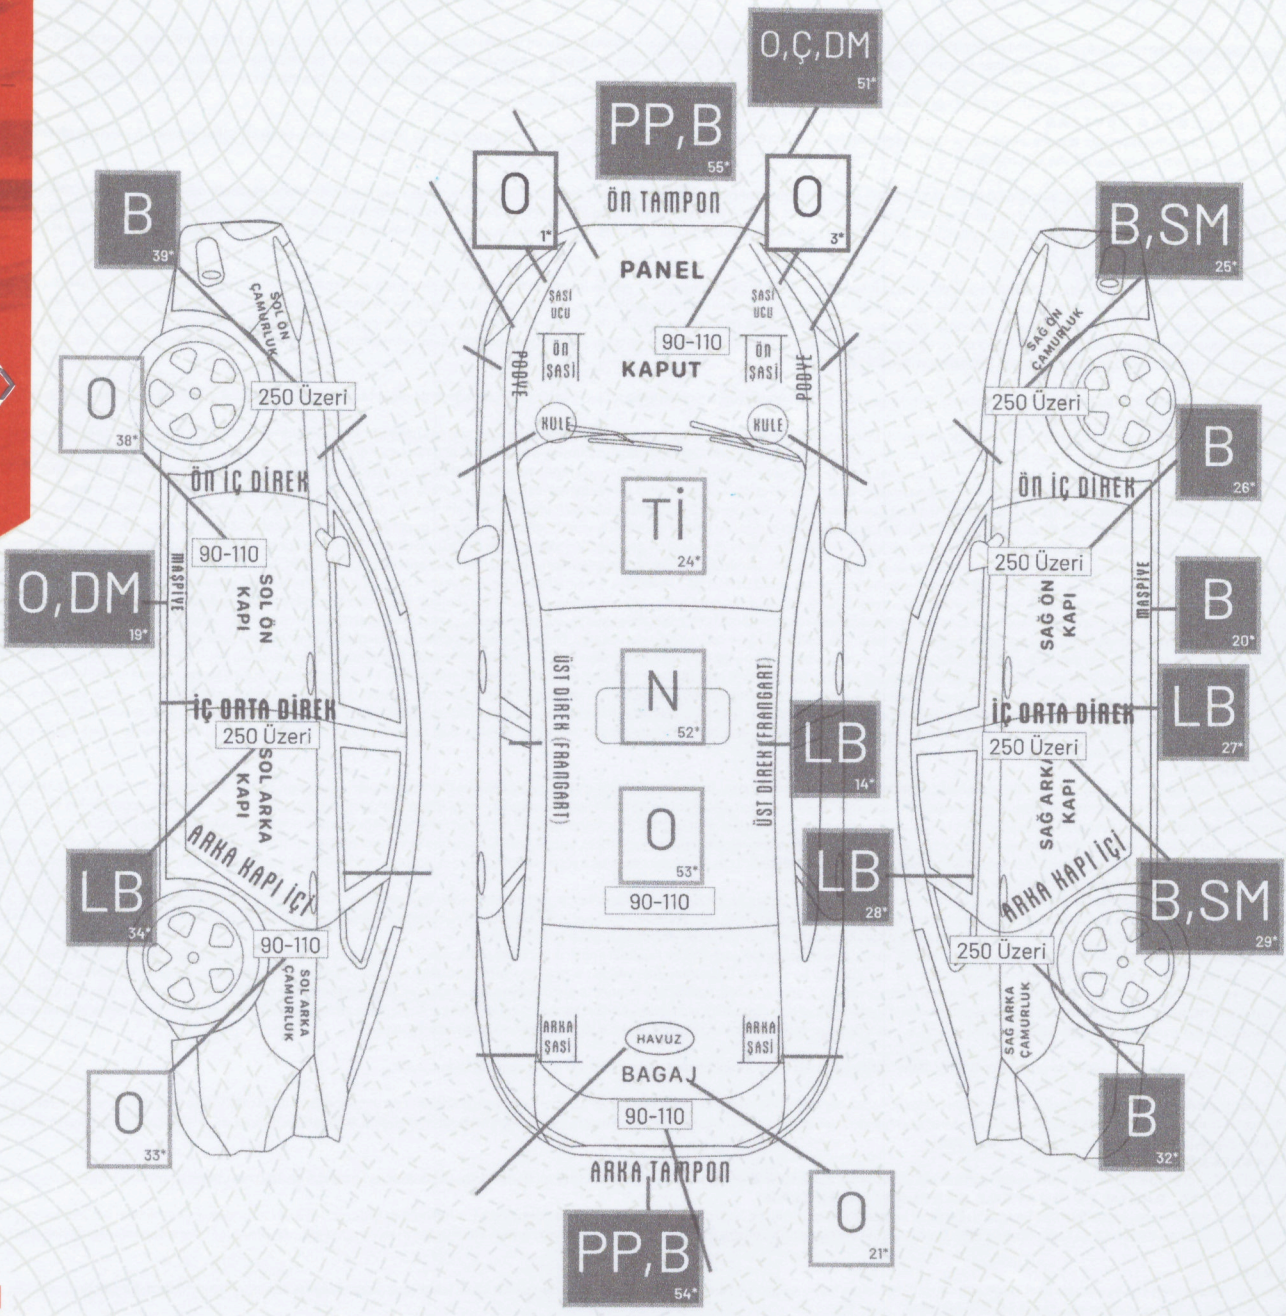 O,Ç,DM
51*
PP,B
55*
ÖN TAMPON
O
1*
O
3*
B
39*
B,SM
25*
PANEL
ŞASİ
UCU
ŞASİ
UCU
SOL ÖN
ÇAMURLUK
SAĞ ÖN
ÇAMURLUK
90-110
ÖN
ŞASİ
ÖN
ŞASİ
KAPUT
PODYE
PODYE
O
38*
250 Üzeri
250 Üzeri
KULE
KULE
B
26*
ÖN İÇ DİREK
ÖN İÇ DİREK
Tİ
24*
90-110
250 Üzeri
O,DM
19*
MAŞPİYE
SOL ÖN
KAPI
SAĞ ÖN
KAPI
MAŞPİYE
B
20*
ÜST DİREK (FRANGART)
N
52*
ÜST DİREK (FRANGART)
LB
27*
İÇ ORTA DİREK
İÇ ORTA DİREK
250 Üzeri
250 Üzeri
LB
14*
SOL ARKA
KAPI
SAĞ ARKA
KAPI
O
53*
90-110
ARKA KAPI İÇİ
ARKA KAPI İÇİ
LB
34*
LB
28*
B,SM
29*
90-110
250 Üzeri
SOL ARKA
ÇAMURLUK
SAĞ ARKA
ÇAMURLUK
ARKA
ŞASİ
HAVUZ
ARKA
ŞASİ
BAGAJ
90-110
O
33*
B
32*
ARKA TAMPON
O
21*
PP,B
54*